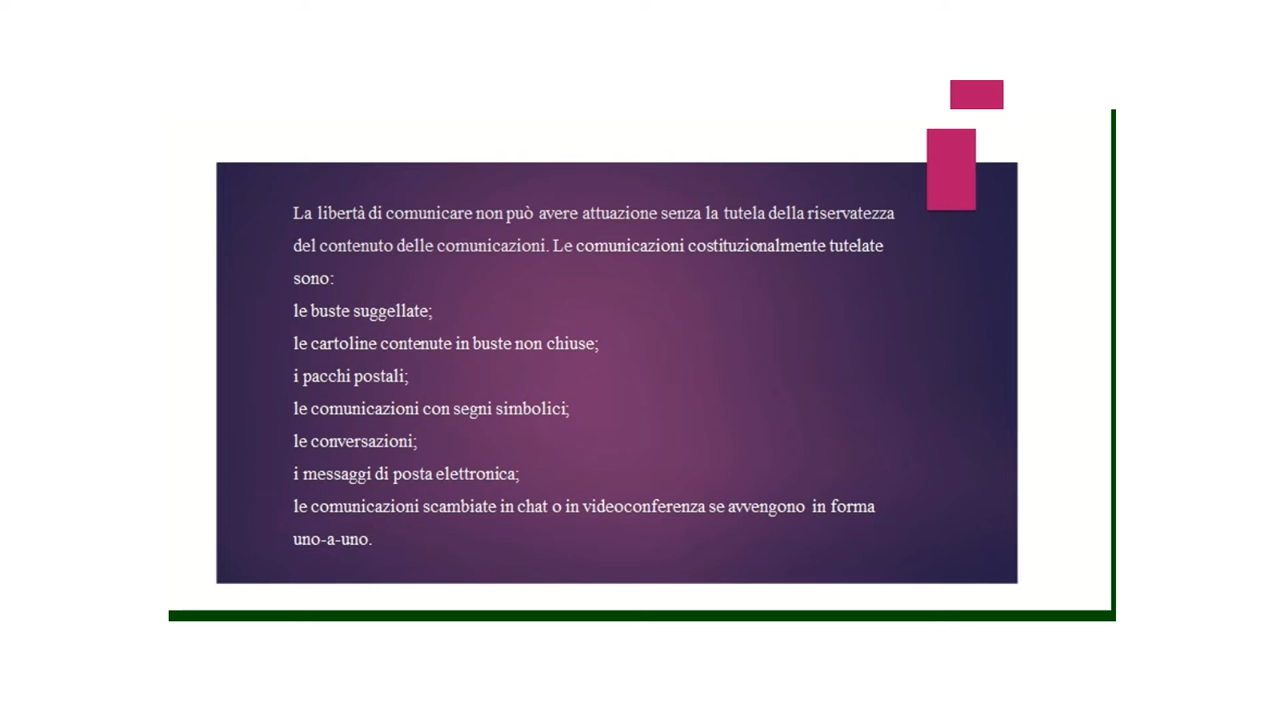 La libertà di comunicare non può avere attuazione senza la tutela della riservatezza
del contenuto delle comunicazioni. Le comunicazioni costituzionalmente tutelate
sono:
le buste suggellate;
le cartoline contenute in buste non chiuse;
i pacchi postali;
le comunicazioni con segni simbolici;
le conversazioni;
i messaggi di posta elettronica;
le comunicazioni scambiate in chat o in videoconferenza se avvengono in forma
uno-a-uno.